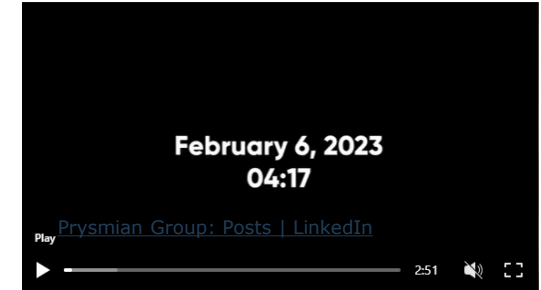 February 6, 2023
04:17
Prysmian Group: Posts | LinkedIn
Play
2:51